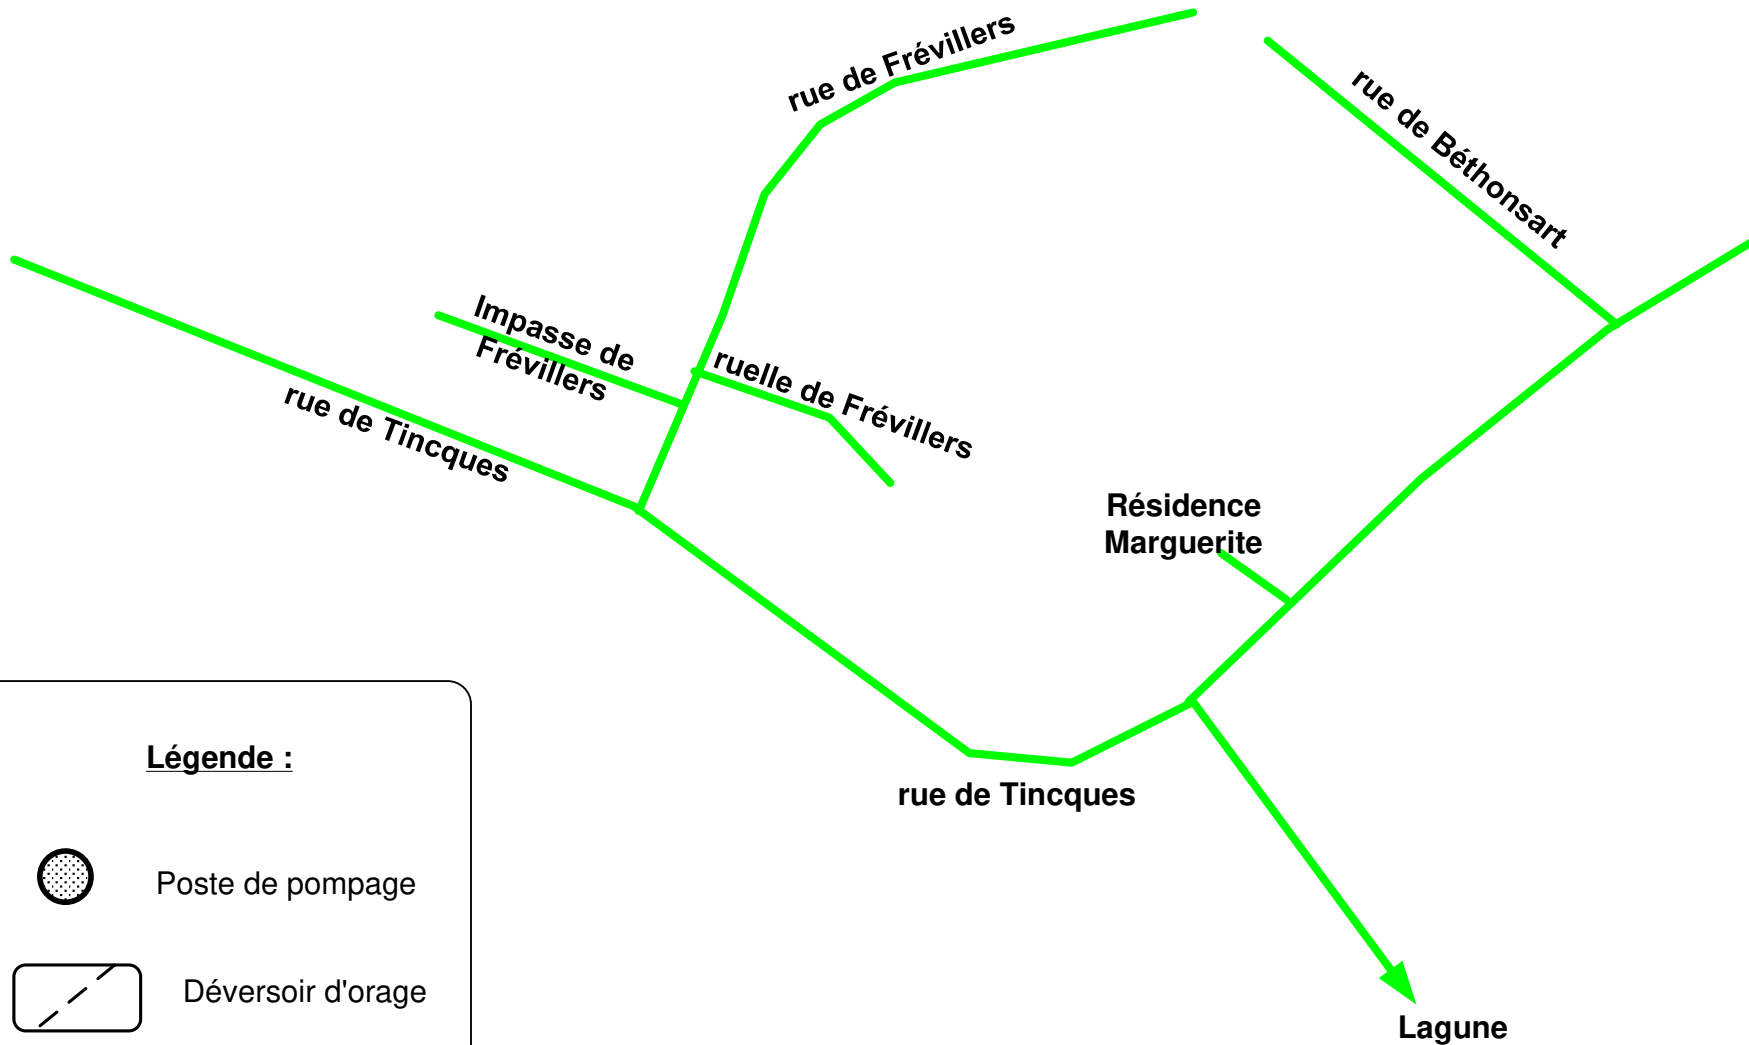 rue de Frévillers
rue de Béthonsart
Impasse de
Frévillers
ruelle de Frévillers
rue de Tincques
Résidence
Marguerite
rue de Tincques
Légende :
Poste de pompage
Déversoir d'orage
Lagune